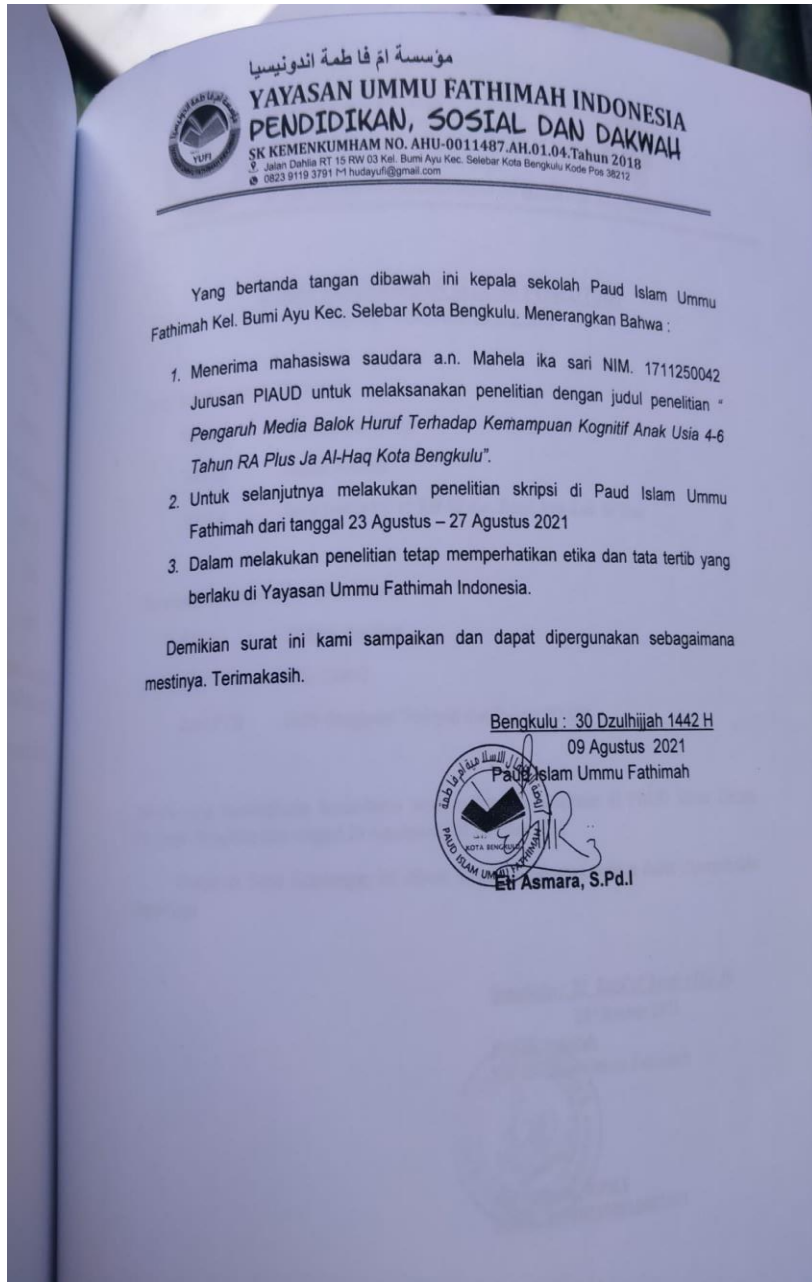 مؤسسة امّ فا طمة اندونيسيا
YAYASAN UMMU FATHIMAH INDONESIA
PENDIDIKAN, SOSIAL DAN DAKWAH
SK KEMENKUMHAM NO. AHU-0011487.AH.01.04.Tahun 2018
Jalan Dahlia RT 15 RW 03 Kel. Bumi Ayu Kec. Selebar Kota Bengkulu Kode Pos 38212
0823 9119 3791 hudayufi@gmail.com
YUFI
Yang bertanda tangan dibawah ini kepala sekolah Paud Islam Ummu
Fathimah Kel. Bumi Ayu Kec. Selebar Kota Bengkulu. Menerangkan Bahwa :
1. Menerima mahasiswa saudara a.n. Mahela ika sari NIM. 1711250042
Jurusan PIAUD untuk melaksanakan penelitian dengan judul penelitian “
Pengaruh Media Balok Huruf Terhadap Kemampuan Kognitif Anak Usia 4-6
Tahun RA Plus Ja Al-Haq Kota Bengkulu”.
2. Untuk selanjutnya melakukan penelitian skripsi di Paud Islam Ummu
Fathimah dari tanggal 23 Agustus – 27 Agustus 2021
3. Dalam melakukan penelitian tetap memperhatikan etika dan tata tertib yang
berlaku di Yayasan Ummu Fathimah Indonesia.
Demikian surat ini kami sampaikan dan dapat dipergunakan sebagaimana
mestinya. Terimakasih.
Bengkulu : 30 Dzulhijjah 1442 H
09 Agustus 2021
Paud Islam Ummu Fathimah
KOTA BENGKULU
PAUD ISLAM UMMU FATHIMAH
Eti Asmara, S.Pd.I